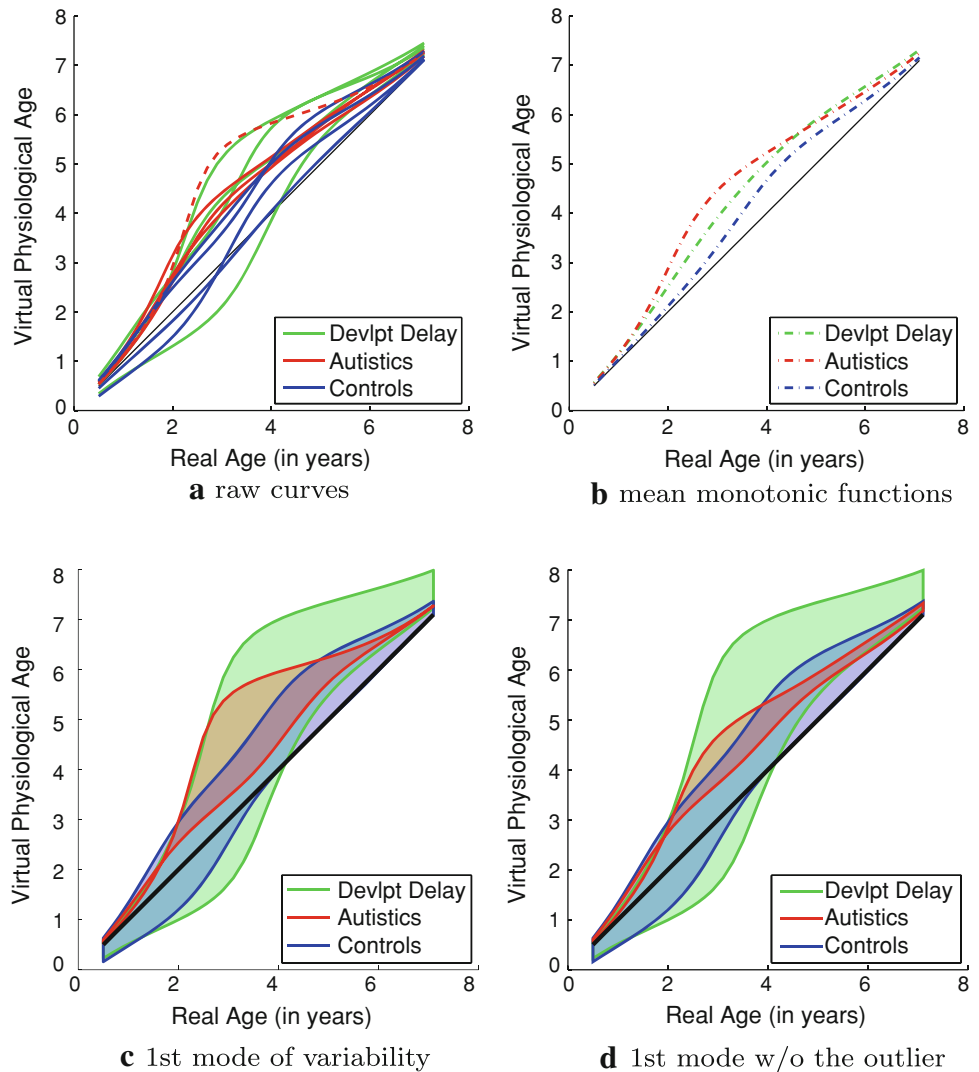 8
7
6
5
4
3
2
1
0
0 2 4 6 8
Virtual Physiological Age
Real Age (in years)
Devlpt Delay
Autistics
Controls
a raw curves
8
7
6
5
4
3
2
1
0
0 2 4 6 8
Virtual Physiological Age
Real Age (in years)
Devlpt Delay
Autistics
Controls
b mean monotonic functions
8
7
6
5
4
3
2
1
0
0 2 4 6 8
Virtual Physiological Age
Real Age (in years)
Devlpt Delay
Autistics
Controls
c 1st mode of variability
8
7
6
5
4
3
2
1
0
0 2 4 6 8
Virtual Physiological Age
Real Age (in years)
Devlpt Delay
Autistics
Controls
d 1st mode w/o the outlier